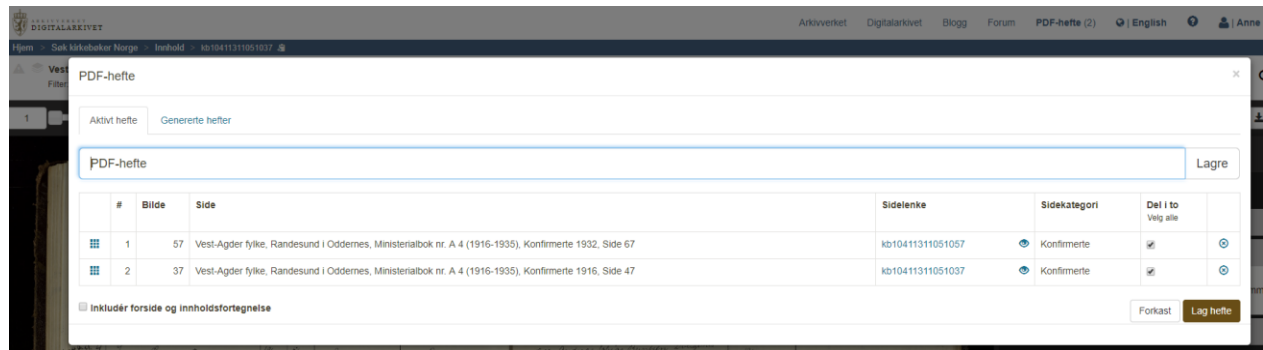 ARKIVVERKET
DIGITALARKIVET
Arkivverket Digitalarkivet Blogg Forum PDF-hefte (2) | English | Anne
Hjem > Søk kirkebøker Norge > Innhold > kb10411311051037
Vest
Filter
1
PDF-hefte ×
Aktivt hefte Genererte hefter
PDF-hefte Lagre
# Bilde Side Sidelenke Sidekategori Del i to
Velg alle
1 57 Vest-Agder fylke, Randesund i Oddernes, Ministerialbok nr. A 4 (1916-1935), Konfirmerte 1932, Side 67 kb10411311051057 Konfirmerte
2 37 Vest-Agder fylke, Randesund i Oddernes, Ministerialbok nr. A 4 (1916-1935), Konfirmerte 1916, Side 47 kb10411311051037 Konfirmerte
Inkludér forside og innholdsfortegnelse
Forkast Lag hefte